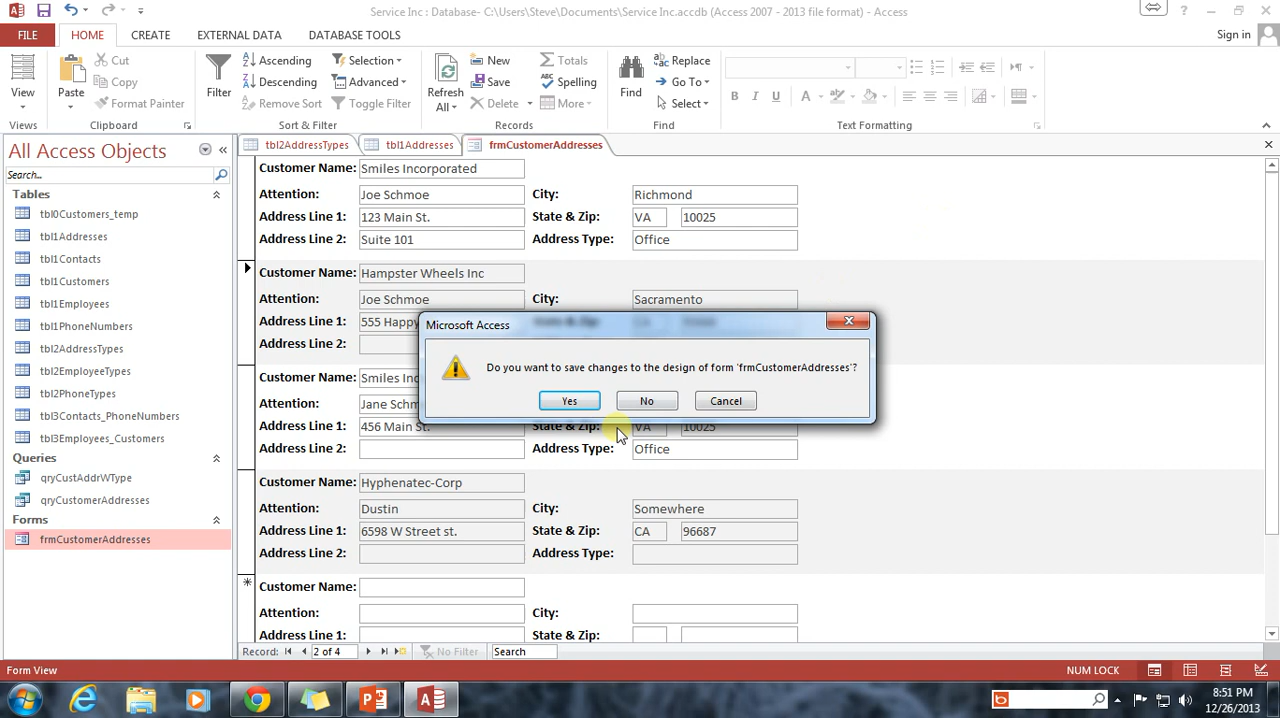 Service Inc : Database- C:\Users\Steve\Documents\Service Inc.accdb (Access 2007 - 2013 file format) - Access
FILE HOME CREATE EXTERNAL DATA DATABASE TOOLS Sign in
View
Views
Paste
Cut
Copy
Format Painter
Clipboard
Filter
Ascending
Descending
Remove Sort
Selection
Advanced
Toggle Filter
Sort & Filter
Refresh
All
New
Save
Delete
Totals
Spelling
More
Records
Find
Replace
Go To
Select
Find
B I U A
Text Formatting
All Access Objects
Search...
Tables
tbl0Customers_temp
tbl1Addresses
tbl1Contacts
tbl1Customers
tbl1Employees
tbl1PhoneNumbers
tbl2AddressTypes
tbl2EmployeeTypes
tbl2PhoneTypes
tbl3Contacts_PhoneNumbers
tbl3Employees_Customers
Queries
qryCustAddrWType
qryCustomerAddresses
Forms
frmCustomerAddresses
tbl2AddressTypes tbl1Addresses frmCustomerAddresses
Customer Name: Smiles Incorporated
Attention: Joe Schmoe City: Richmond
Address Line 1: 123 Main St. State & Zip: VA 10025
Address Line 2: Suite 101 Address Type: Office
Customer Name: Hampster Wheels Inc
Attention: Joe Schmoe City: Sacramento
Address Line 1: 555 Happy
Address Line 2:
Microsoft Access
Do you want to save changes to the design of form 'frmCustomerAddresses'?
Yes No Cancel
Customer Name: Smiles
Attention: Jane
Address Line 1: 456 Main St. State & Zip: VA 10025
Address Line 2: Address Type: Office
Customer Name: Hyphenatec-Corp
Attention: Dustin City: Somewhere
Address Line 1: 6598 W Street st. State & Zip: CA 96687
Address Line 2: Address Type:
Customer Name:
Attention: City:
Address Line 1: State & Zip:
Record: 2 of 4 No Filter Search
Form View NUM LOCK
8:51 PM
12/26/2013